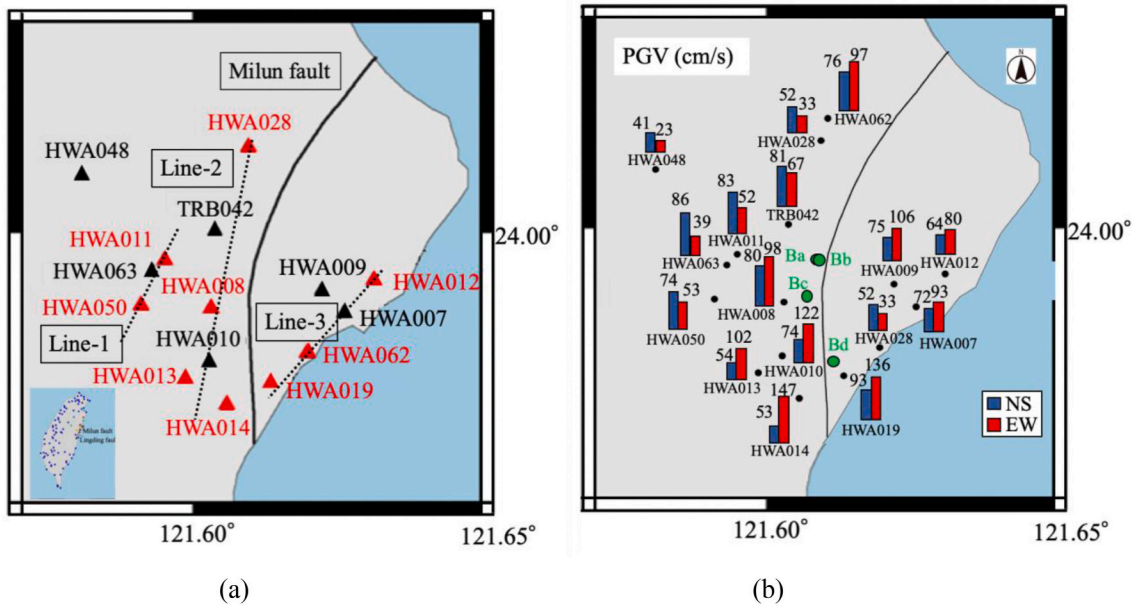 Milun fault
HWA028
HWA048
Line-2
TRB042
HWA011
24.00°
HWA063
HWA009
HWA008
HWA012
HWA050
Line-3
HWA007
Line-1
HWA010
HWA062
HWA013
HWA019
HWA014
Milun fault
Lingding fault
121.60°
121.65°
(a)
PGV (cm/s)
N
76 97
HWA062
52 33
HWA028
41 23
HWA048
81 67
TRB042
83 52
HWA011
86 39
HWA063
24.00°
75 106
HWA009
64 80
HWA012
Ba Bb
80 98
HWA008
Bc
74 53
HWA050
52 33
HWA028
72 93
HWA007
74 122
HWA010
Bd
54 102
HWA013
93 136
HWA019
53 147
HWA014
NS
EW
121.60°
121.65°
(b)